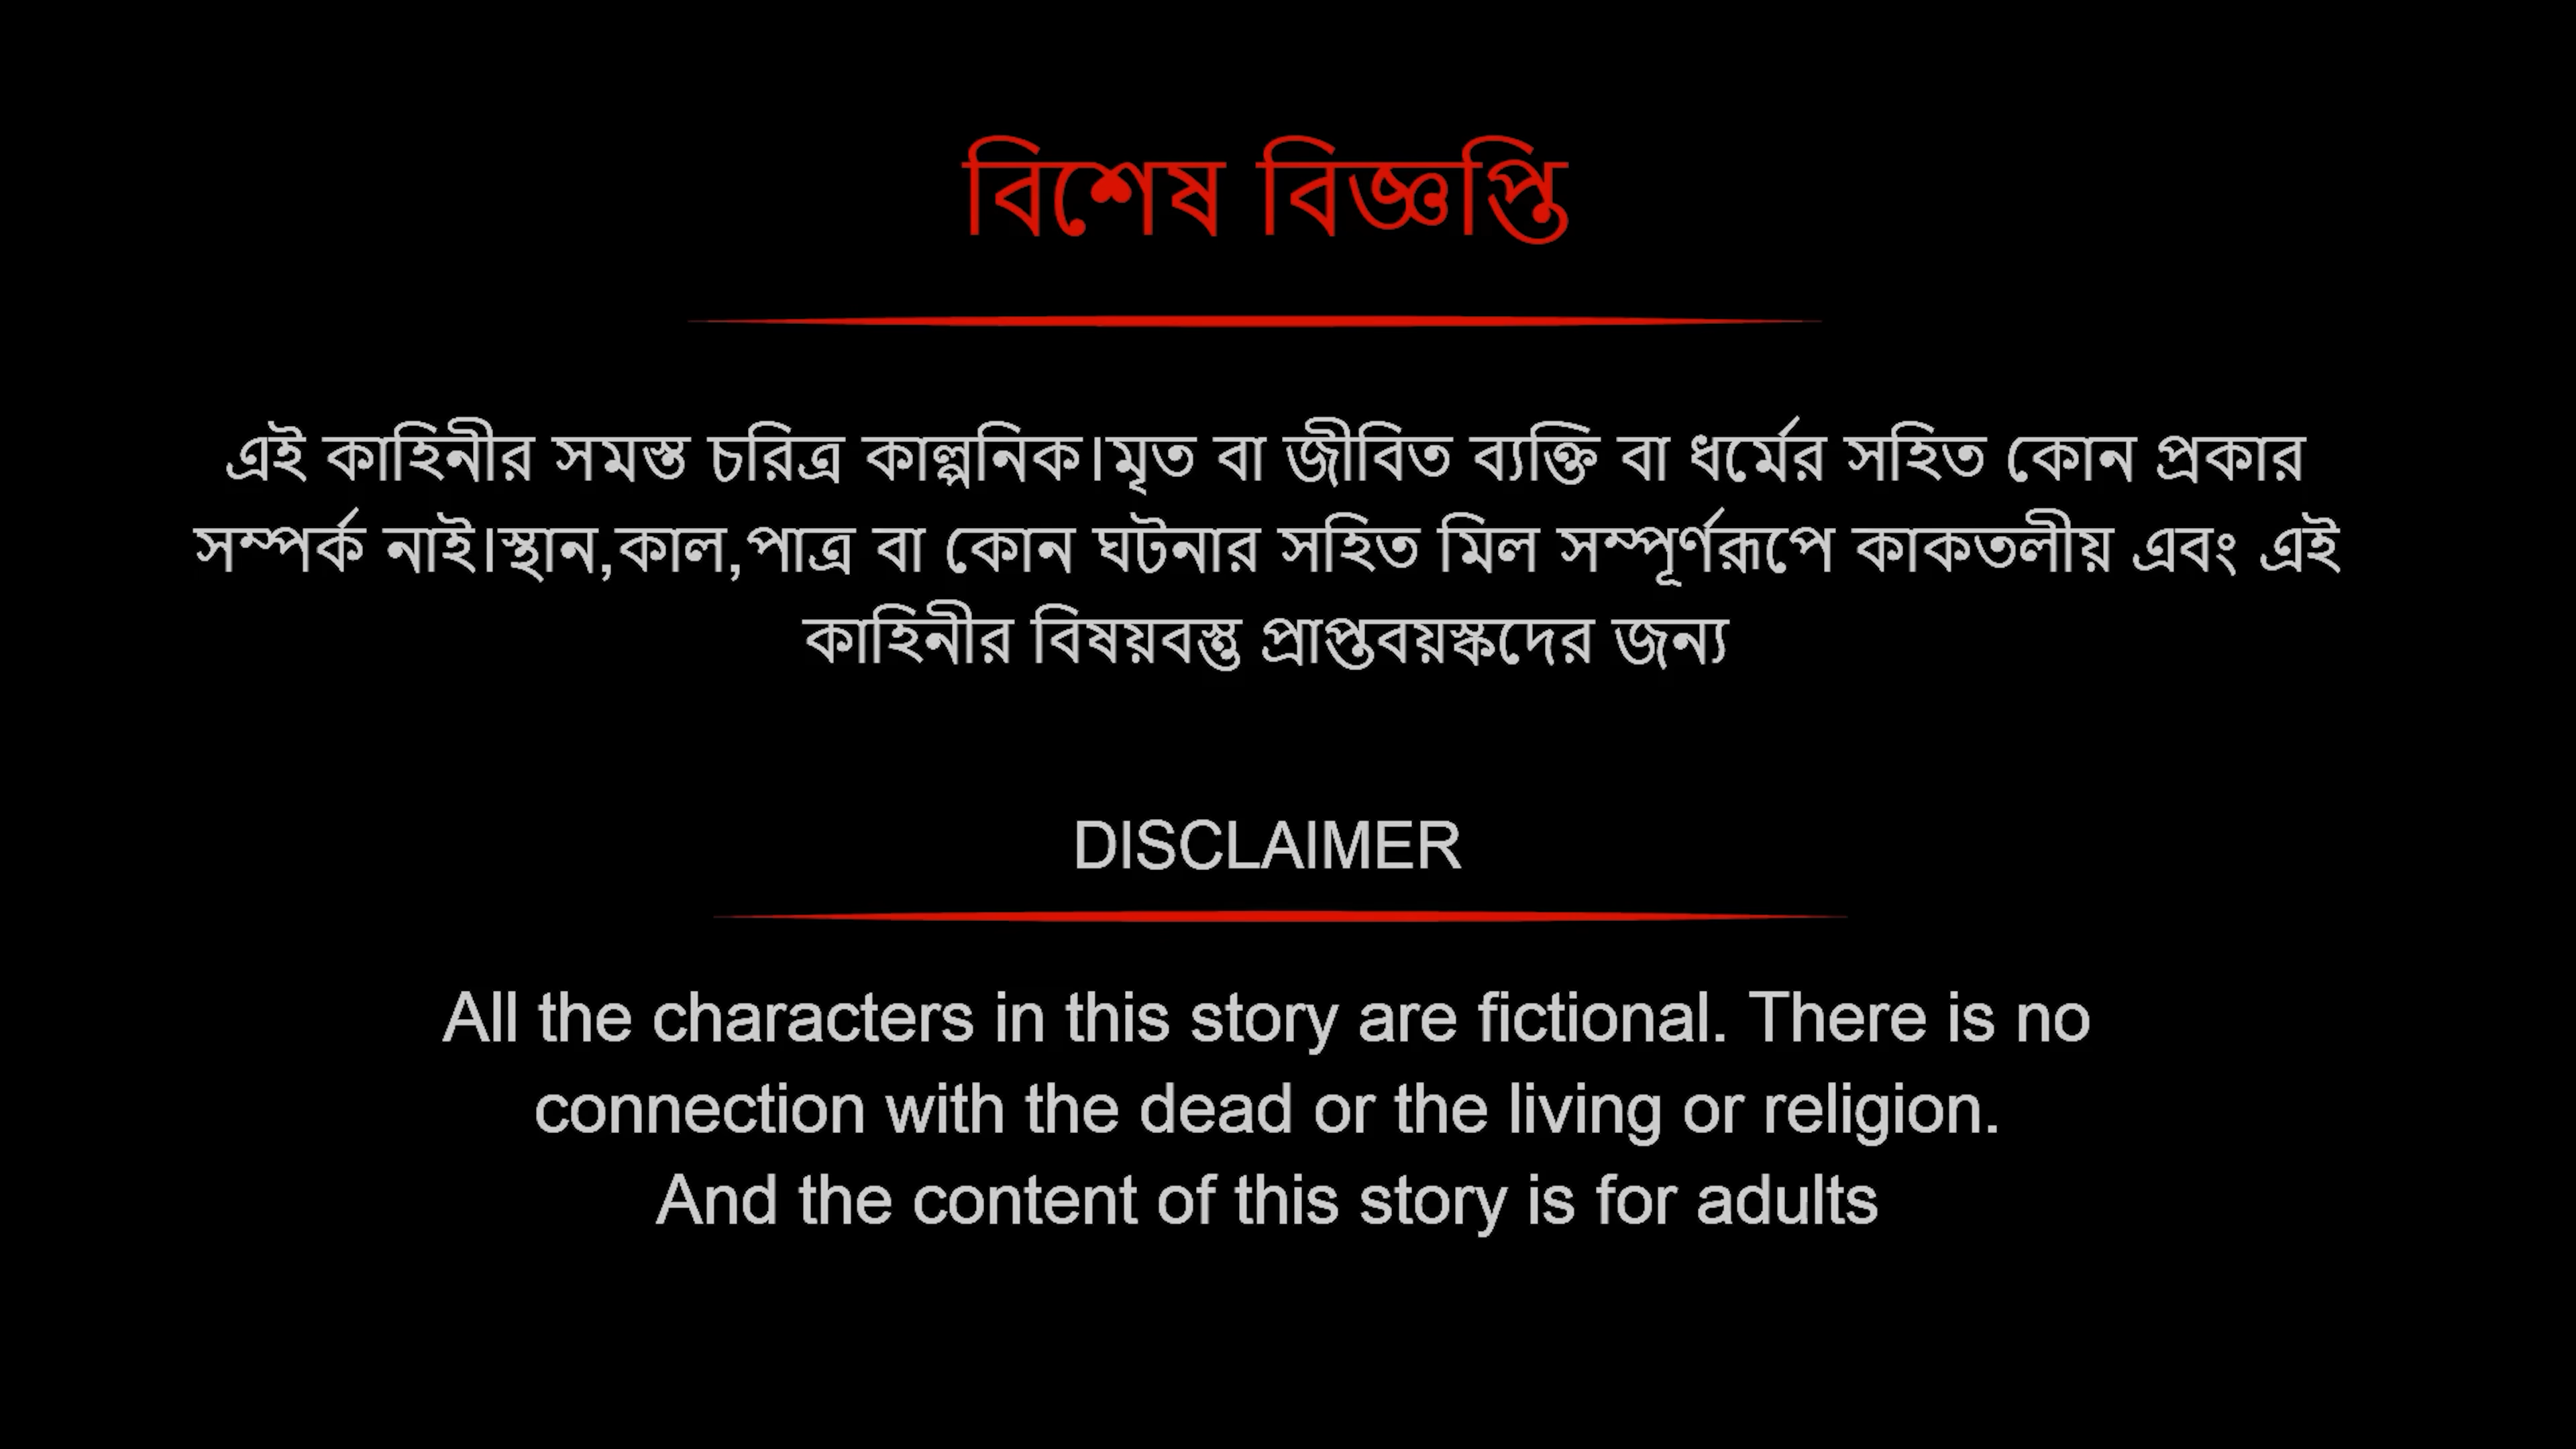 বিশেষ বিজ্ঞপ্তি
এই কাহিনীর সমস্ত চরিত্র কাল্পনিক।মৃত বা জীবিত ব্যক্তি বা ধর্মের সহিত কোন প্রকার
সম্পর্ক নাই।স্থান,কাল,পাত্র বা কোন ঘটনার সহিত মিল সম্পূর্ণরূপে কাকতলীয় এবং এই
কাহিনীর বিষয়বস্তু প্রাপ্তবয়স্কদের জন্য
DISCLAIMER
All the characters in this story are fictional. There is no
connection with the dead or the living or religion.
And the content of this story is for adults